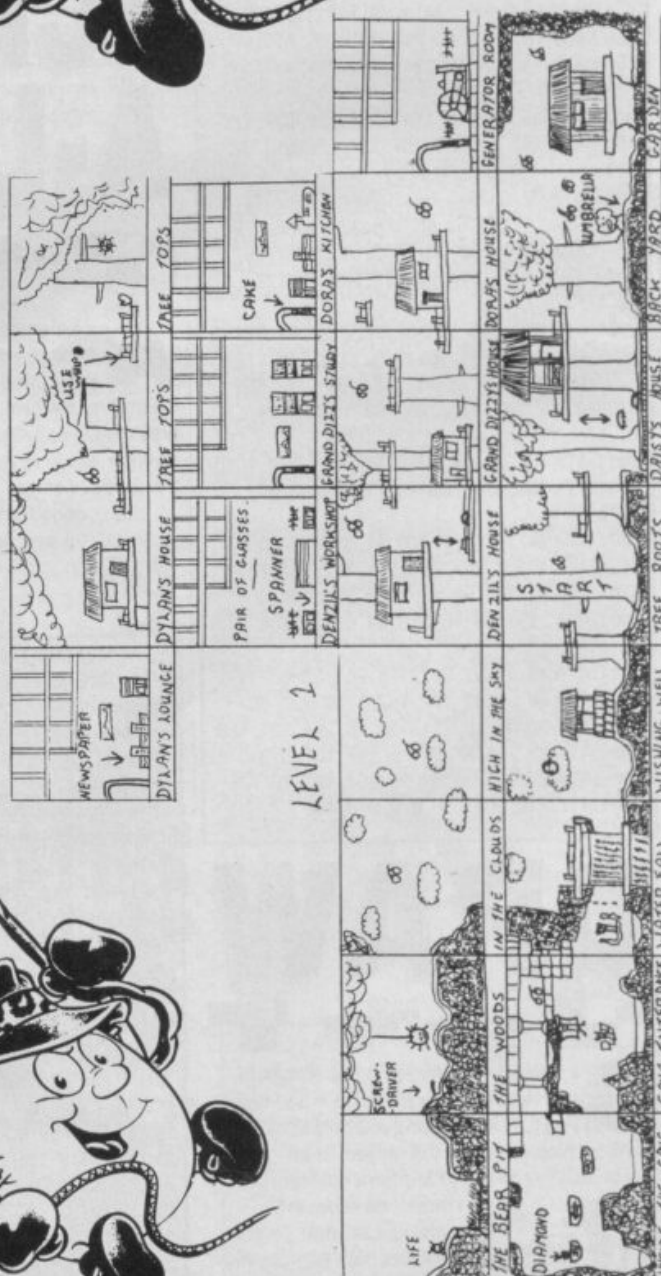 NEWSPAPER
USE WOOD
DYLAN'S LOUNGE
DYLAN'S HOUSE
TREE TOPS
TREE TOPS
PAIR OF GLASSES
SPANNER
CAKE
DENZIL'S WORKSHOP
GRAND DIZZY'S STUDY
DORA'S KITCHEN
LEVEL 2
LIFE
SCREW-
DRIVER
THE BEAR PIT
THE WOODS
IN THE CLOUDS
HIGH IN THE SKY
DENZIL'S HOUSE
GRAND DIZZY'S HOUSE
DORA'S HOUSE
GENERATOR ROOM
DIAMOND
START
UMBRELLA
WATER FALL
WISHING WELL
TREE ROOTS
DAISY'S HOUSE
BACK YARD
GARDEN